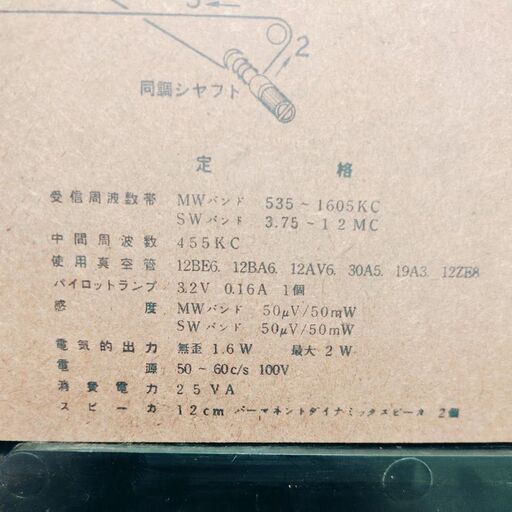 2
同調シャフト
定格
受信周波数帯 MWバンド 535~1605KC
SWバンド 3.75~12MC
中間周波数 455KC
使用真空管 12BE6. 12BA6. 12AV6. 30A5. 19A3. 12ZE8
パイロットランプ 3.2V 0.16A 1個
感度 MWバンド 50μV/50mW
SWバンド 50μV/50mW
電気的出力 無歪 1.6W 最大 2W
電源 50~60c/s 100V
消費電力 25VA
スピーカ 12cm パーマネントダイナミックスピーカ 2個